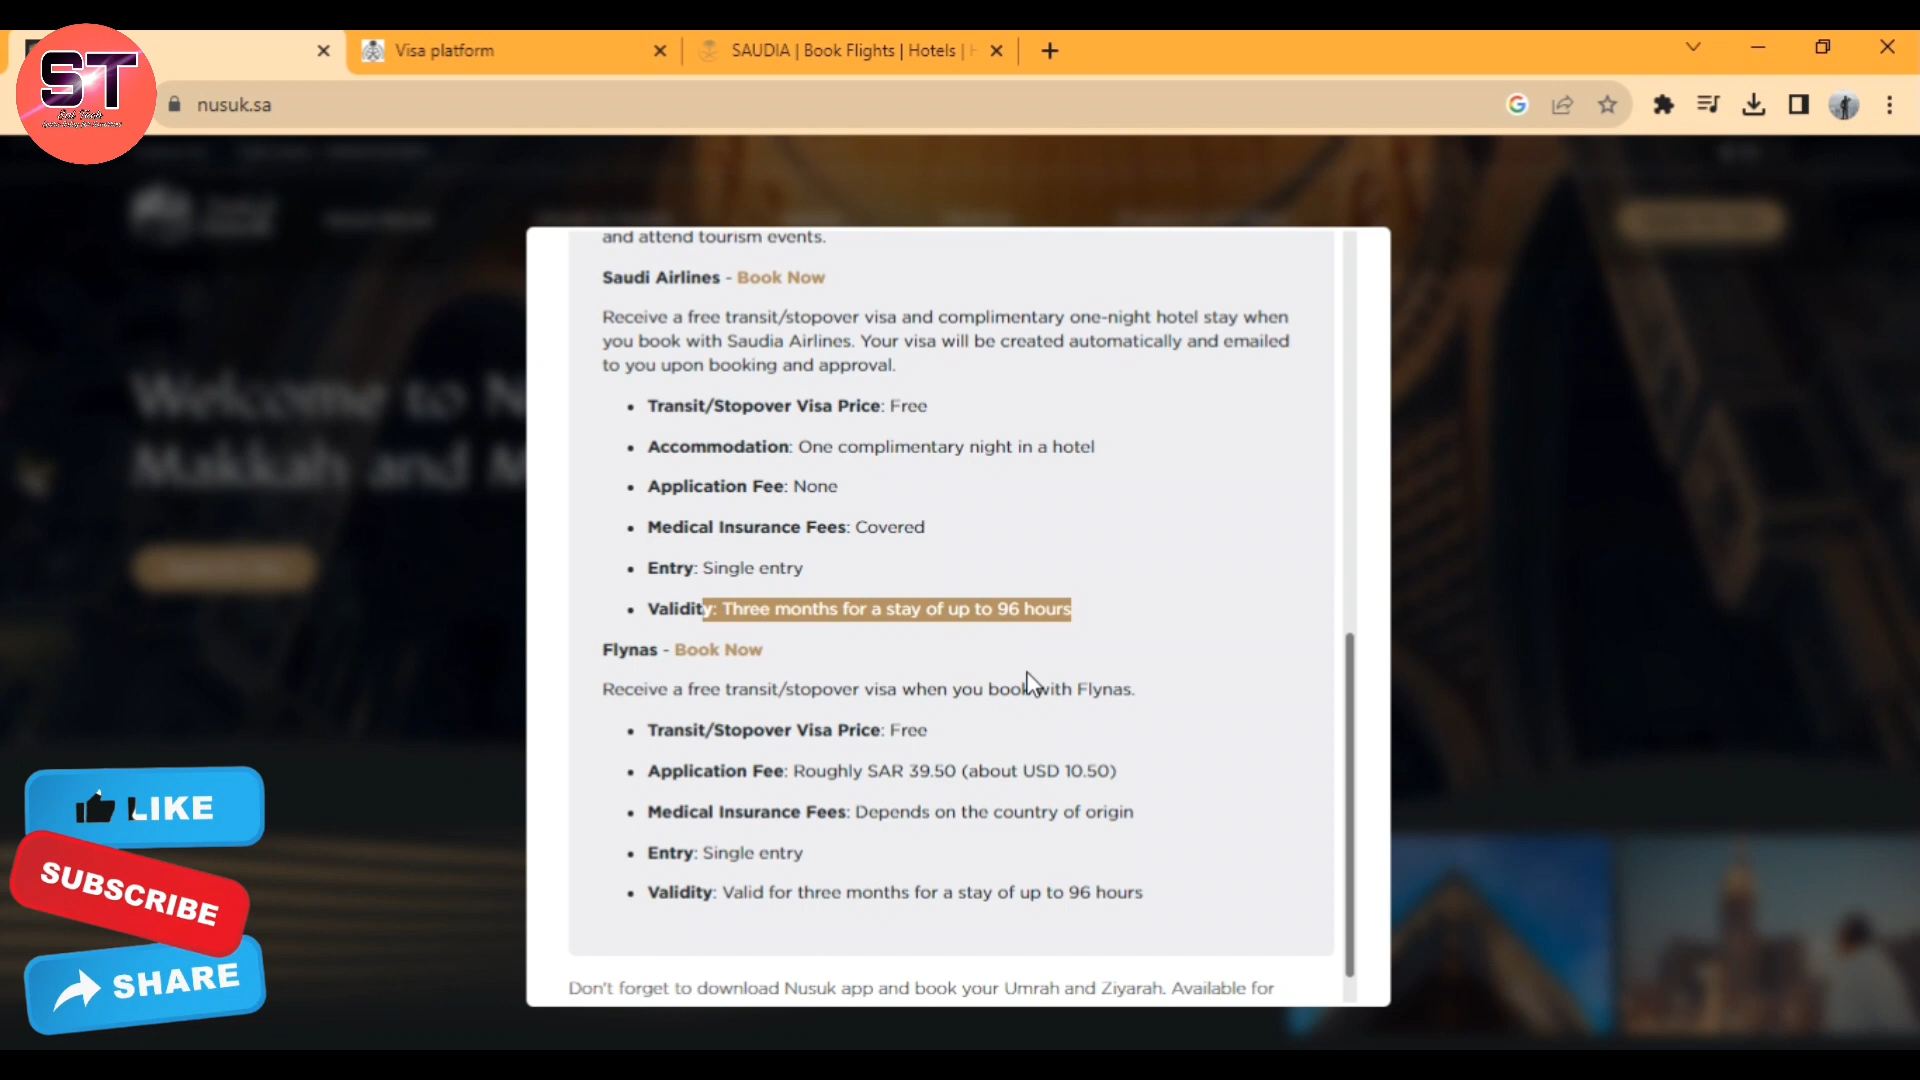 ST
Visa platform
SAUDIA | Book Flights | Hotels | H
nusuk.sa
and attend tourism events.
Saudi Airlines - Book Now
Receive a free transit/stopover visa and complimentary one-night hotel stay when
you book with Saudia Airlines. Your visa will be created automatically and emailed
to you upon booking and approval.
• Transit/Stopover Visa Price: Free
• Accommodation: One complimentary night in a hotel
• Application Fee: None
• Medical Insurance Fees: Covered
• Entry: Single entry
• Validity: Three months for a stay of up to 96 hours
Flynas - Book Now
Receive a free transit/stopover visa when you book with Flynas.
• Transit/Stopover Visa Price: Free
• Application Fee: Roughly SAR 39.50 (about USD 10.50)
• Medical Insurance Fees: Depends on the country of origin
• Entry: Single entry
• Validity: Valid for three months for a stay of up to 96 hours
Don't forget to download Nusuk app and book your Umrah and Ziyarah. Available for
Welcome to N
Makkah and M
LIKE
SUBSCRIBE
SHARE